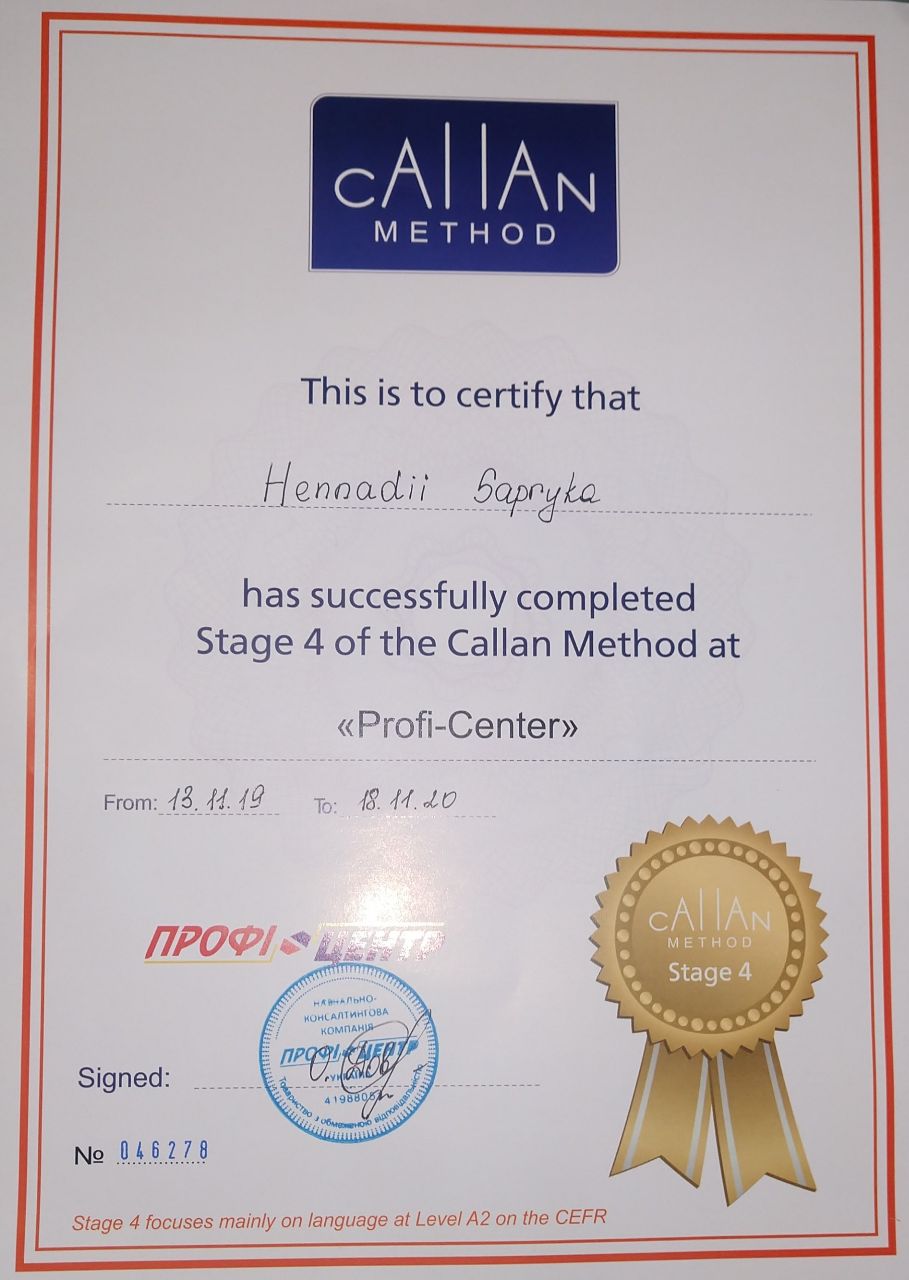 CALLAN
METHOD
This is to certify that
Hennadii Sapryka
has successfully completed
Stage 4 of the Callan Method at
«Profi-Center»
From: 13.11.19 To: 18.11.20
CALLAN
METHOD
Stage 4
ПРОФІ ЦЕНТР
НАВЧАЛЬНО-
КОНСАЛТИНГОВА
КОМПАНІЯ
ПРОФІ ЦЕНТР
УКРАЇНА
Товариство з обмеженою відповідальністю
Signed:
№ 046278
Stage 4 focuses mainly on language at Level A2 on the CEFR